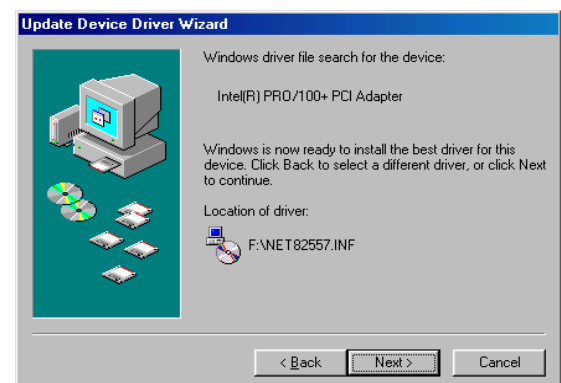 Update Device Driver Wizard
Windows driver file search for the device:
Intel(R) PRO/100+ PCI Adapter
Windows is now ready to install the best driver for this
device. Click Back to select a different driver, or click Next
to continue.
Location of driver:
F:\NET82557.INF
< Back
Next >
Cancel